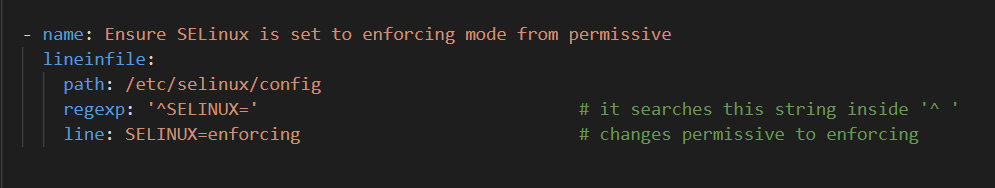 - name: Ensure SELinux is set to enforcing mode from permissive
lineinfile:
path: /etc/selinux/config
regexp: '^SELINUX=' # it searches this string inside '^ '
line: SELINUX=enforcing # changes permissive to enforcing